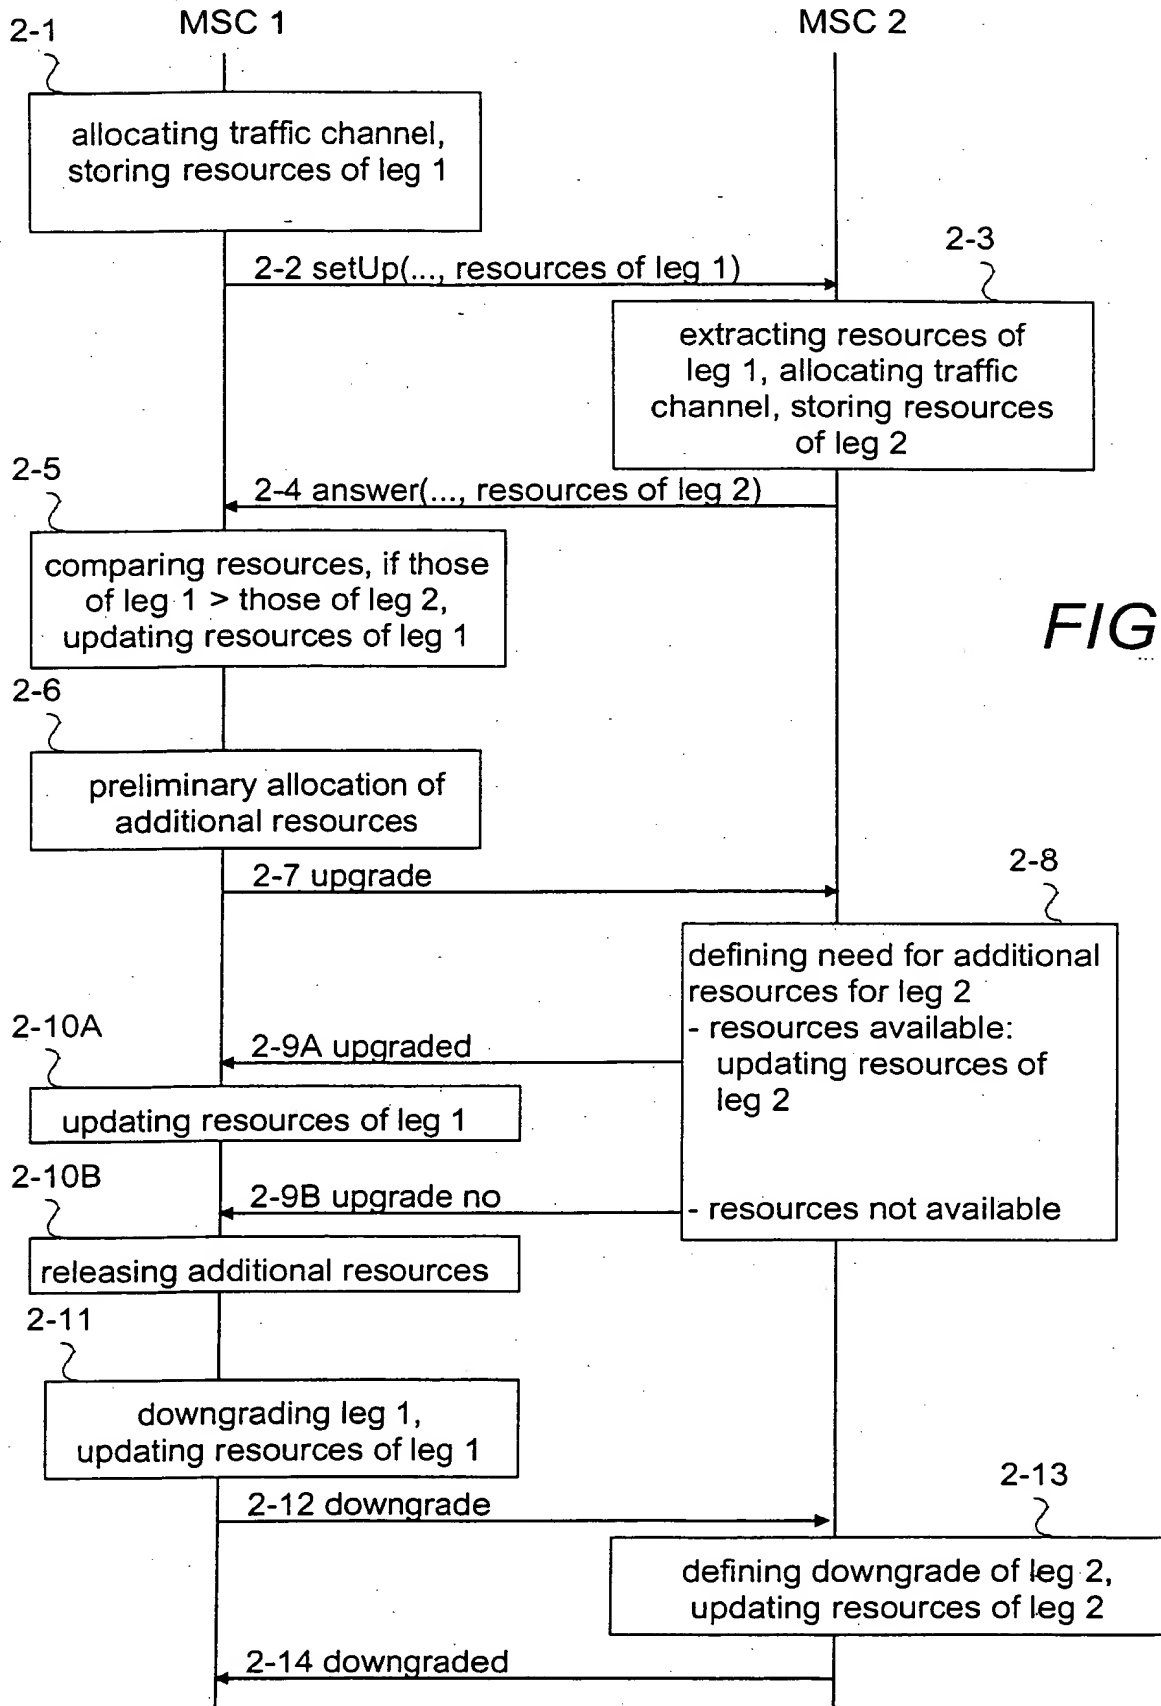 MSC 1
MSC 2
2-1
allocating traffic channel,
storing resources of leg 1
2-2 setUp(..., resources of leg 1)
2-3
extracting resources of
leg 1, allocating traffic
channel, storing resources
of leg 2
2-4 answer(..., resources of leg 2)
2-5
comparing resources, if those
of leg 1 > those of leg 2,
updating resources of leg 1
FIG
2-6
preliminary allocation of
additional resources
2-7 upgrade
2-8
defining need for additional
resources for leg 2
- resources available:
updating resources of
leg 2
2-9A upgraded
2-10A
updating resources of leg 1
2-9B upgrade no
- resources not available
2-10B
releasing additional resources
2-11
downgrading leg 1,
updating resources of leg 1
2-12 downgrade
2-13
defining downgrade of leg 2,
updating resources of leg 2
2-14 downgraded